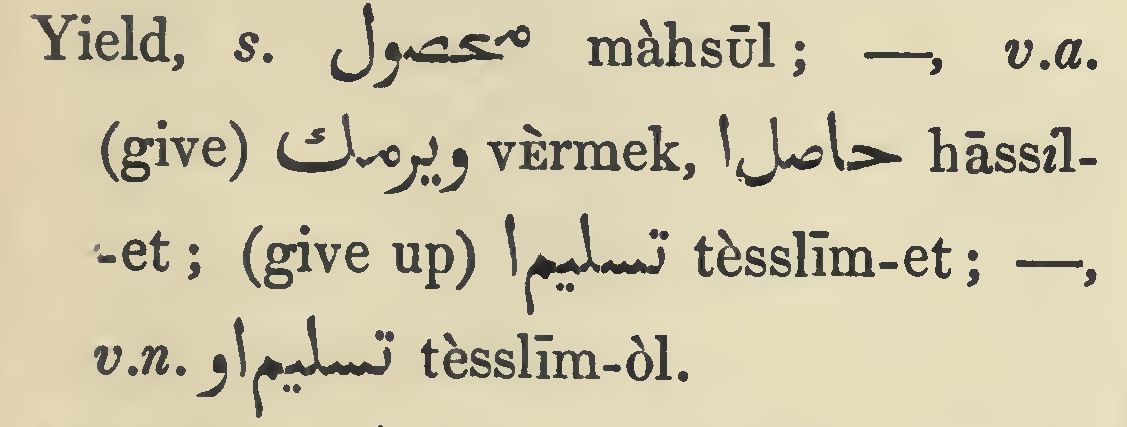 Yield, s. محصول màhsūl; —, v.a.
(give) ويرمك vèrmek, حاصل ا hāssil-
-et; (give up) تسليم ا tèsslīm-et; —,
v.n. تسليم او tèsslīm-òl.